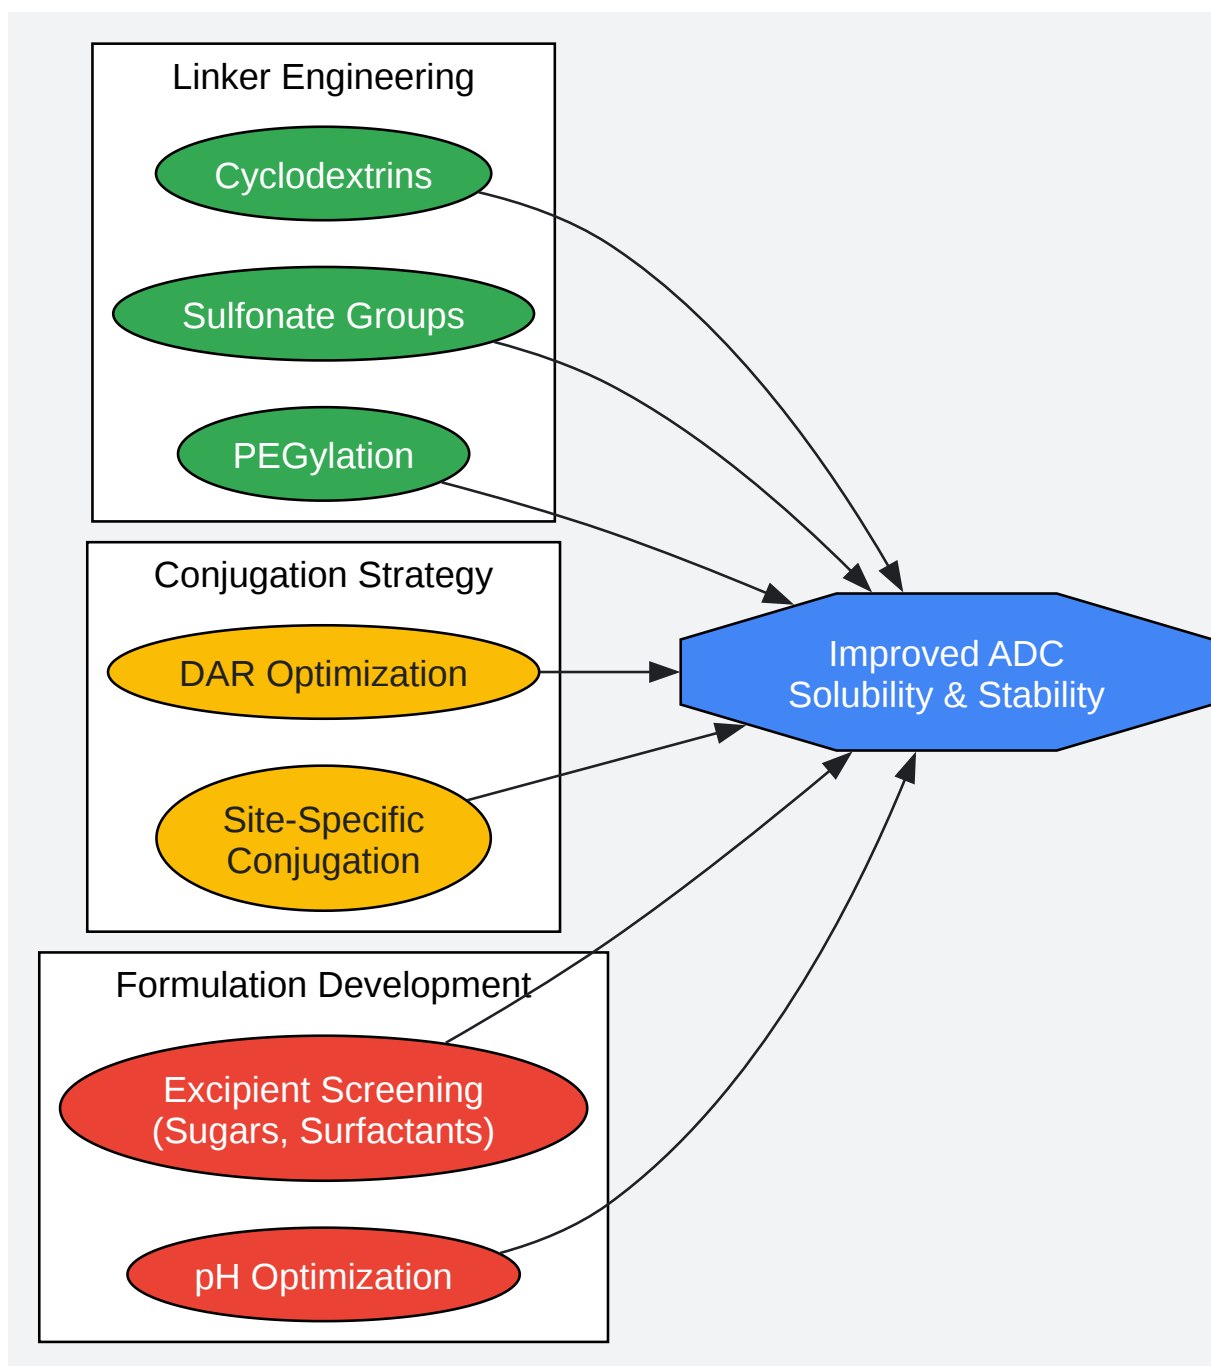 Linker Engineering
Cyclodextrins
Sulfonate Groups
PEGylation
Conjugation Strategy
DAR Optimization
Site-Specific
Conjugation
Formulation Development
Excipient Screening
(Sugars, Surfactants)
pH Optimization
Improved ADC
Solubility & Stability